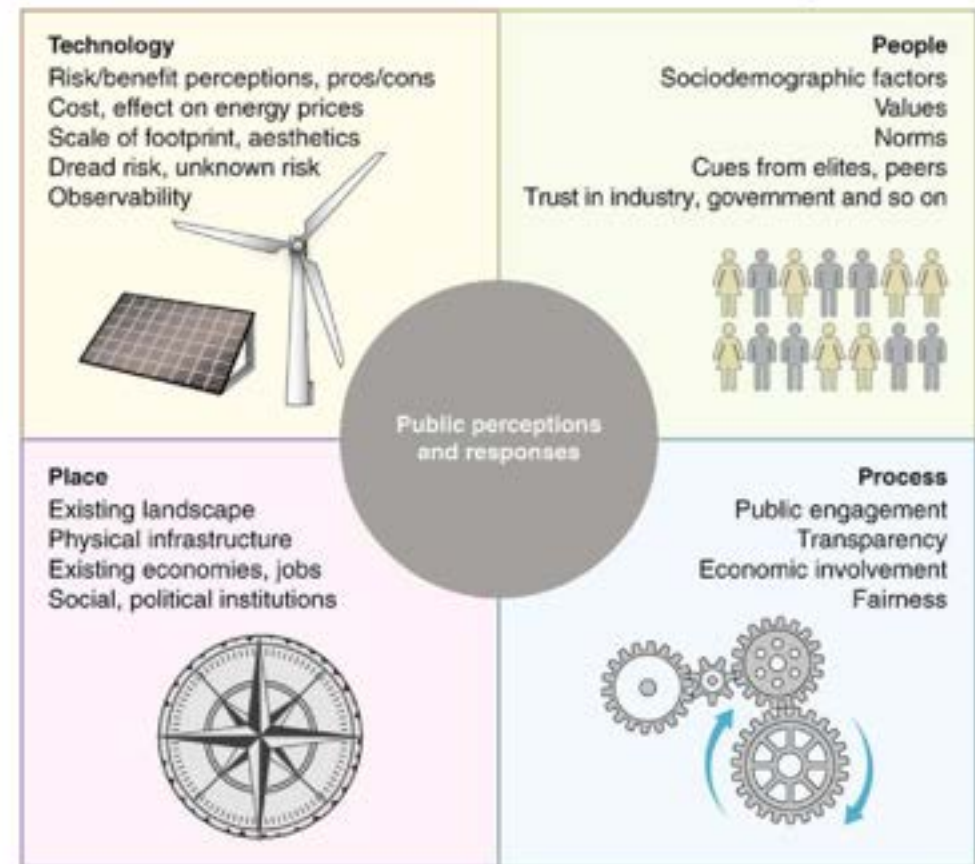 Technology
Risk/benefit perceptions, pros/cons
Cost, effect on energy prices
Scale of footprint, aesthetics
Dread risk, unknown risk
Observability
People
Sociodemographic factors
Values
Norms
Cues from elites, peers
Trust in industry, government and so on
Public perceptions
and responses
Place
Existing landscape
Physical infrastructure
Existing economies, jobs
Social, political institutions
Process
Public engagement
Transparency
Economic involvement
Fairness